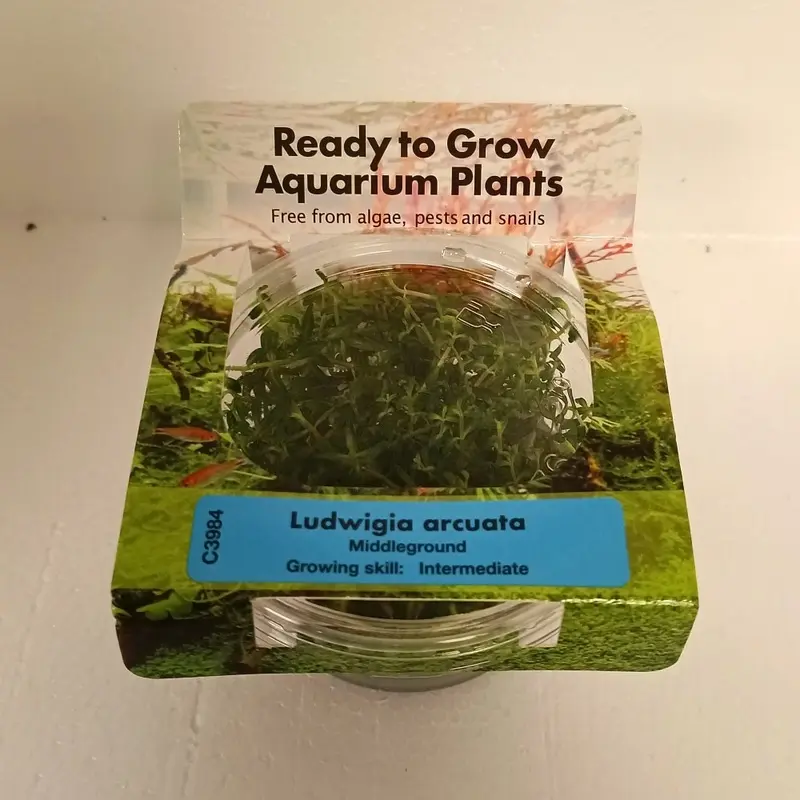 Ready to Grow
Aquarium Plants
Free from algae, pests and snails
C3984
Ludwigia arcuata
Middleground
Growing skill: Intermediate